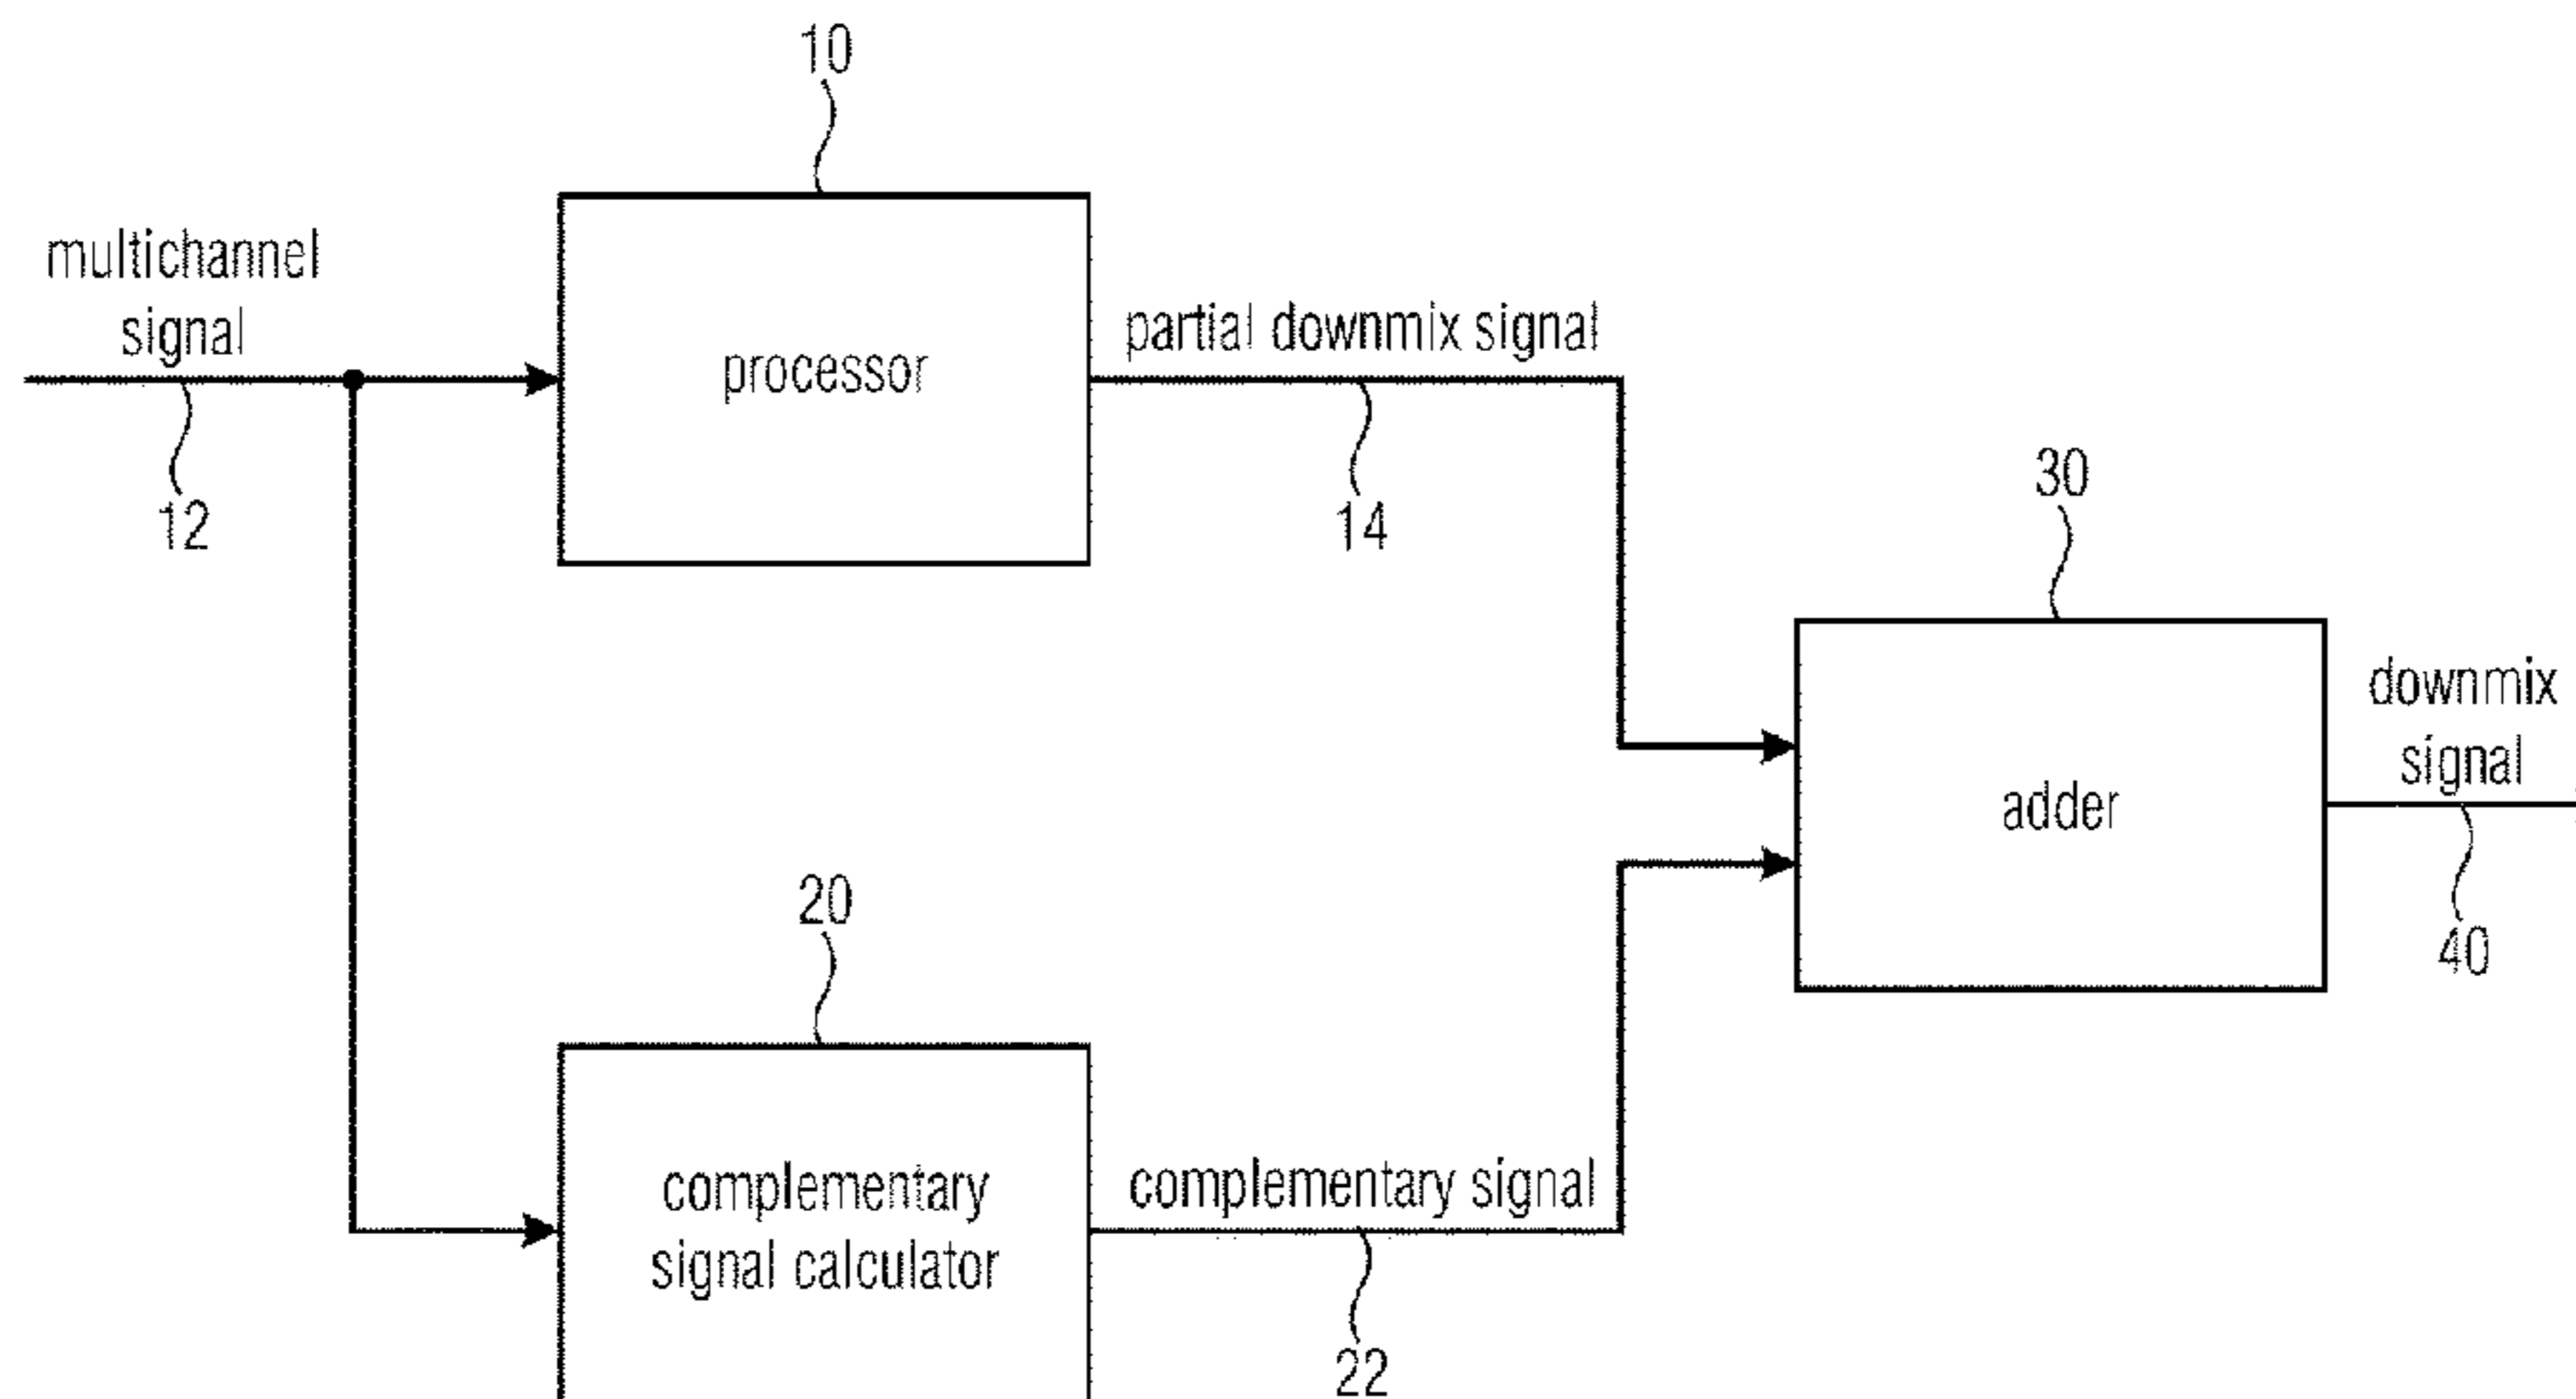 10
multichannel
signal
processor
partial downmix signal
12
14
30
downmix
signal
adder
40
20
complementary
signal calculator
complementary signal
22